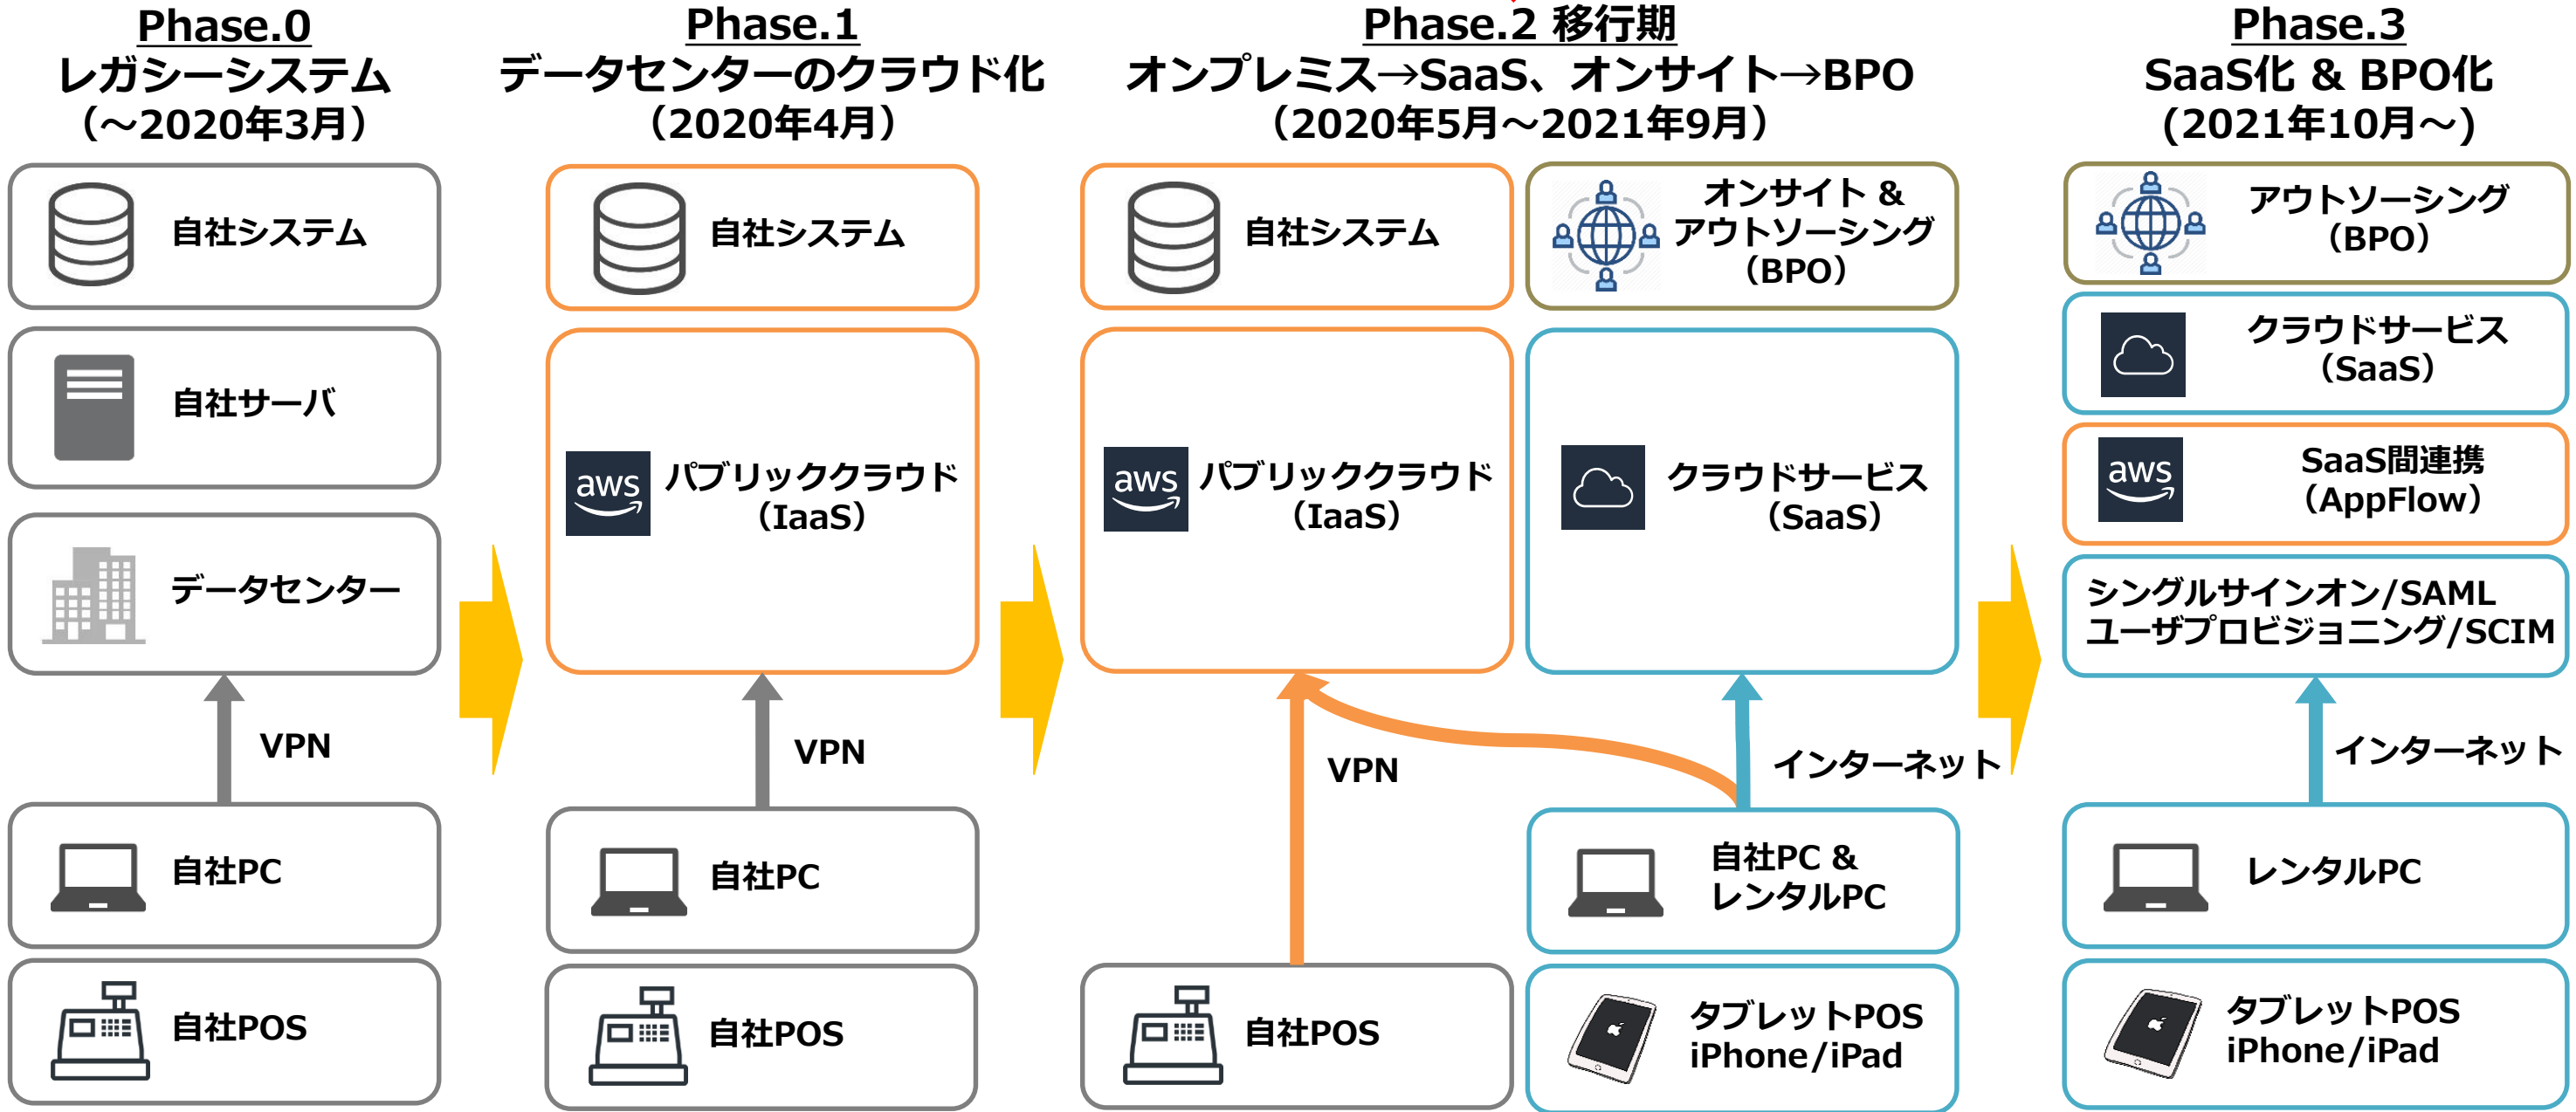 Phase.0
レガシーシステム
（～2020年3月）
自社システム
自社サーバ
データセンター
VPN
自社PC
自社POS
Phase.1
データセンターのクラウド化
（2020年4月）
自社システム
aws
パブリッククラウド
（IaaS）
VPN
自社PC
自社POS
Phase.2 移行期
オンプレミス→SaaS、オンサイト→BPO
（2020年5月～2021年9月）
自社システム
オンサイト &
アウトソーシング
（BPO）
aws
パブリッククラウド
（IaaS）
クラウドサービス
（SaaS）
VPN
インターネット
自社PC &
レンタルPC
自社POS
タブレットPOS
iPhone/iPad
Phase.3
SaaS化 & BPO化
(2021年10月～)
アウトソーシング
（BPO）
クラウドサービス
（SaaS）
aws
SaaS間連携
（AppFlow）
シングルサインオン/SAML
ユーザプロビジョニング/SCIM
インターネット
レンタルPC
タブレットPOS
iPhone/iPad